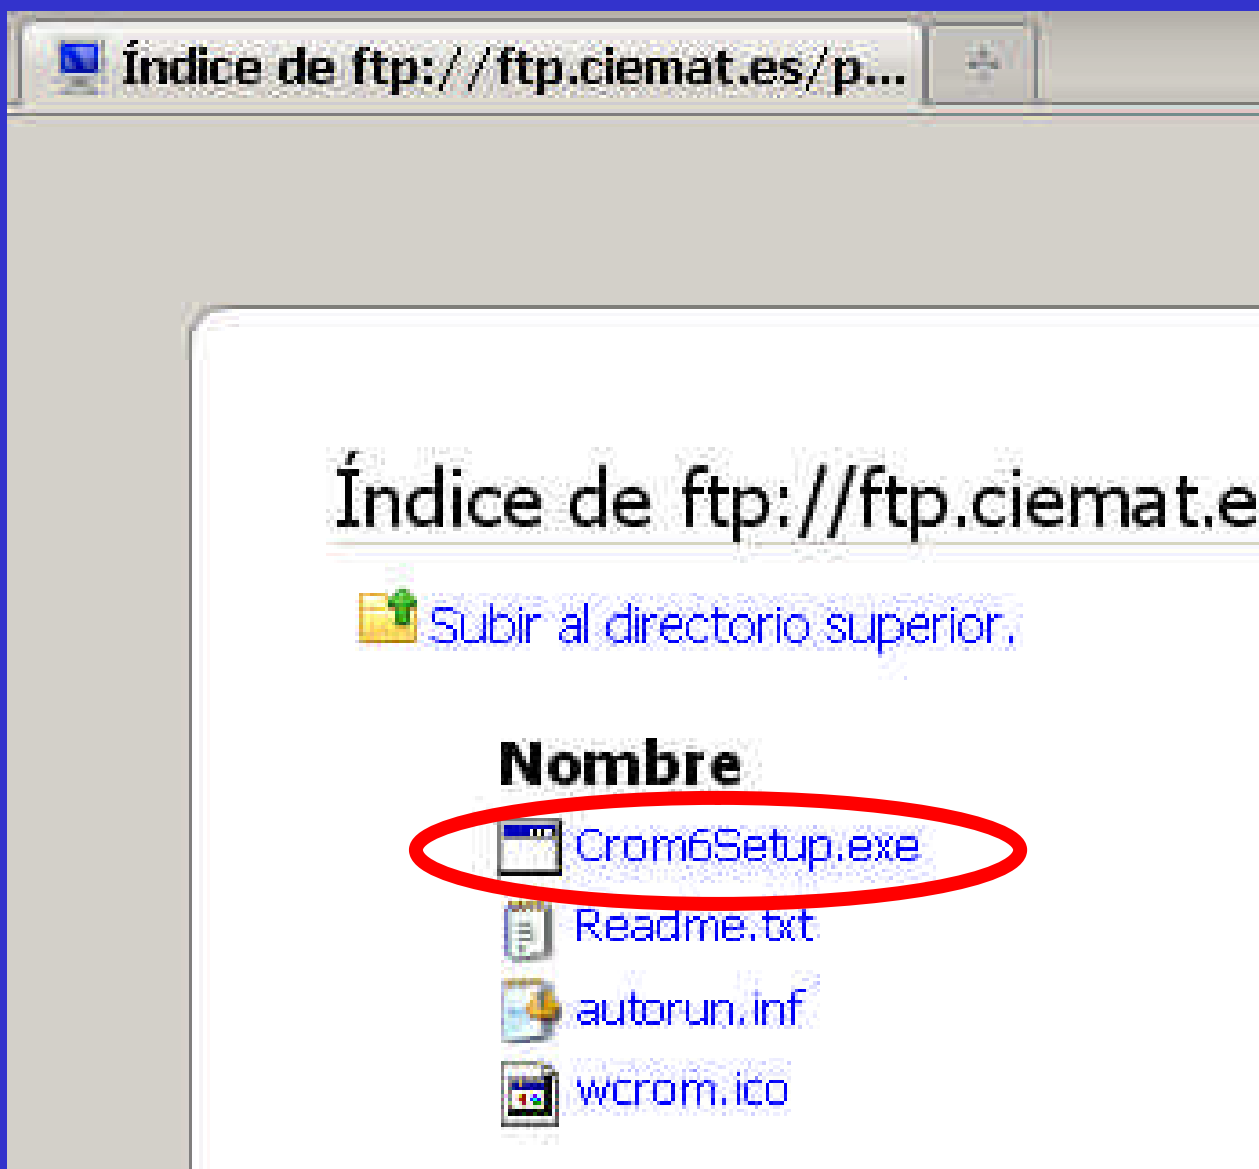 Índice de ftp://ftp.ciemat.es/p...
Índice de ftp://ftp.ciemat.e
Subir al directorio superior.
Nombre
Crom6Setup.exe
Readme.txt
autorun.inf
wcrom.ico